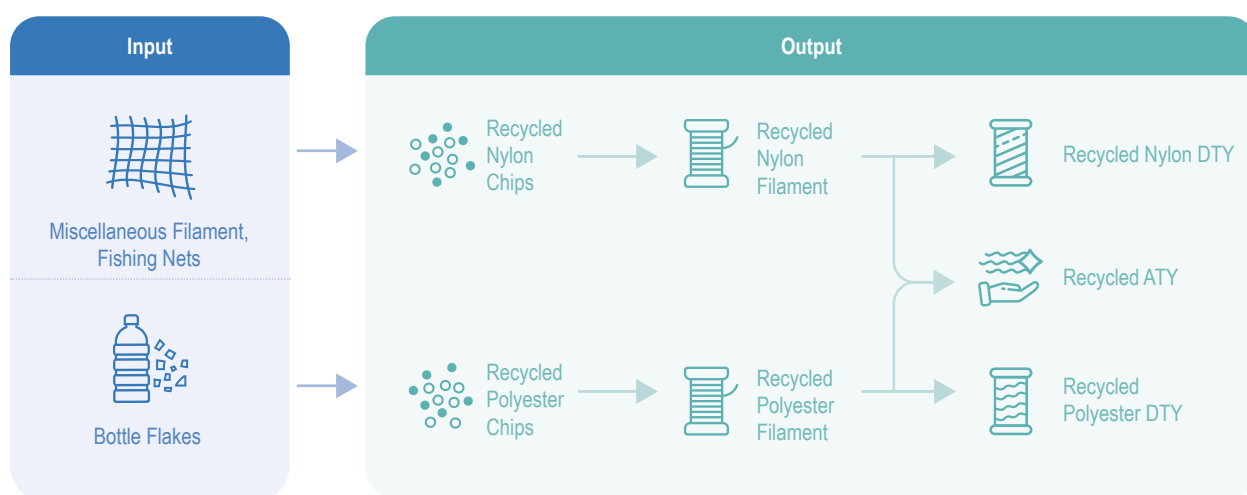 Input
Output
Miscellaneous Filament,
Fishing Nets
Bottle Flakes
Recycled
Nylon
Chips
Recycled
Nylon
Filament
Recycled Nylon DTY
Recycled ATY
Recycled
Polyester
Chips
Recycled
Polyester
Filament
Recycled
Polyester DTY